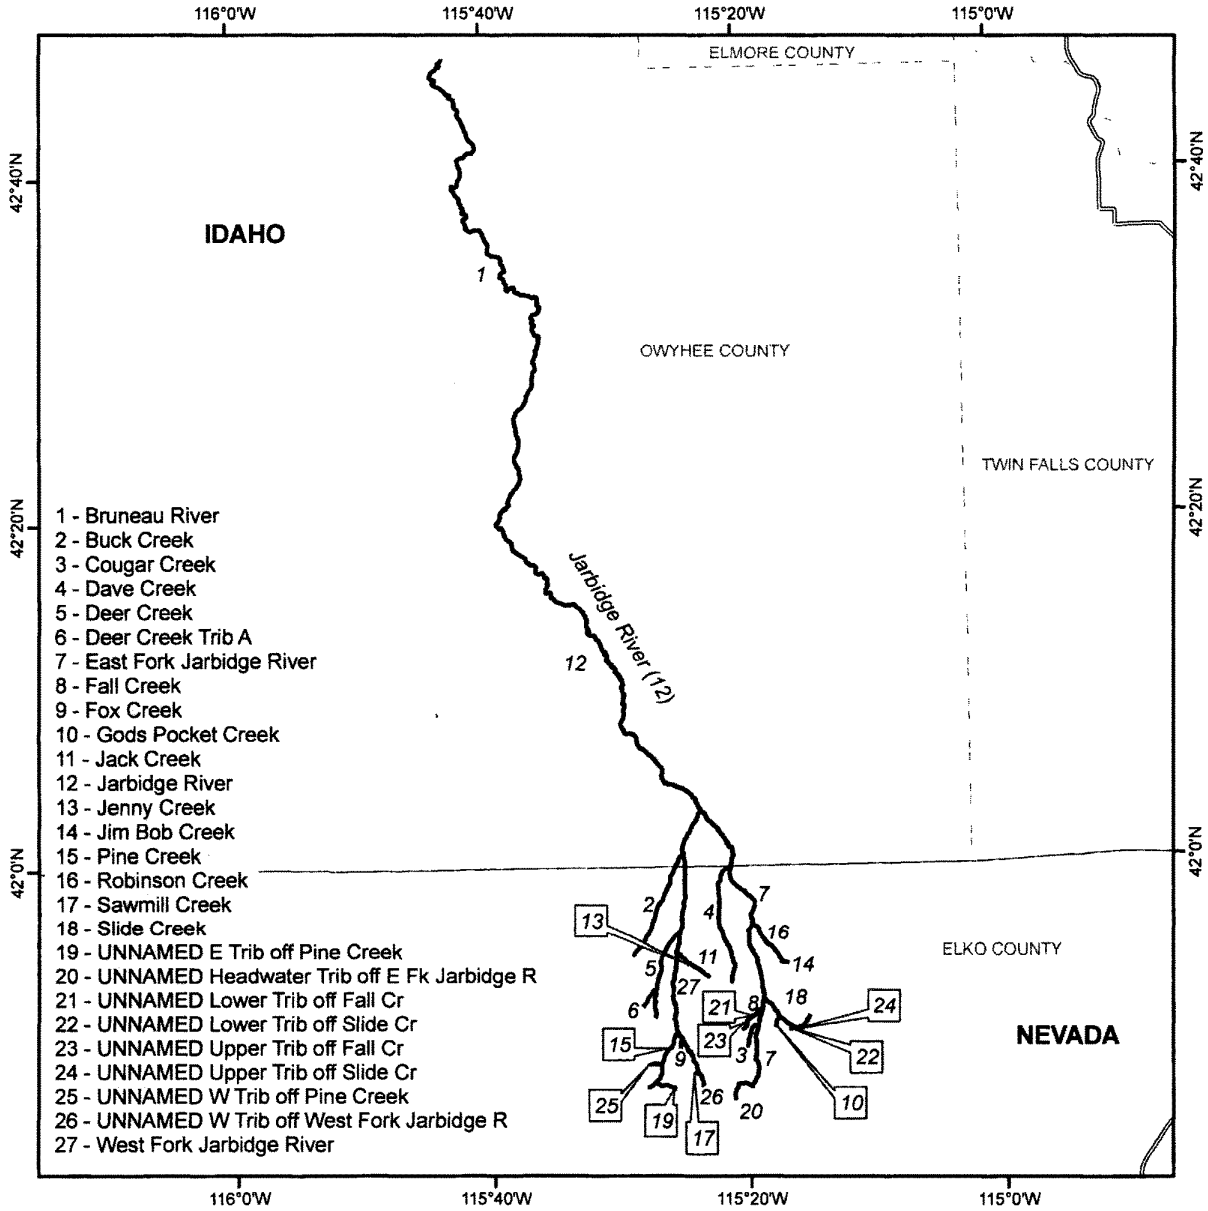 116°0'W
115°40'W
115°20'W
115°0'W
ELMORE COUNTY
42°40'N
42°40'N
IDAHO
1
OWYHEE COUNTY
TWIN FALLS COUNTY
42°20'N
42°20'N
Jarbidge River (12)
12
1 - Bruneau River
2 - Buck Creek
3 - Cougar Creek
4 - Dave Creek
5 - Deer Creek
6 - Deer Creek Trib A
7 - East Fork Jarbidge River
8 - Fall Creek
9 - Fox Creek
10 - Gods Pocket Creek
11 - Jack Creek
12 - Jarbidge River
13 - Jenny Creek
14 - Jim Bob Creek
15 - Pine Creek
16 - Robinson Creek
17 - Sawmill Creek
18 - Slide Creek
19 - UNNAMED E Trib off Pine Creek
20 - UNNAMED Headwater Trib off E Fk Jarbidge R
21 - UNNAMED Lower Trib off Fall Cr
22 - UNNAMED Lower Trib off Slide Cr
23 - UNNAMED Upper Trib off Fall Cr
24 - UNNAMED Upper Trib off Slide Cr
25 - UNNAMED W Trib off Pine Creek
26 - UNNAMED W Trib off West Fork Jarbidge R
27 - West Fork Jarbidge River
42°0'N
42°0'N
2
7
13
4
16
5
11
14
27
6
21
8
18
24
23
15
9
3
7
22
25
19
26
20
10
17
ELKO COUNTY
NEVADA
116°0'W
115°40'W
115°20'W
115°0'W